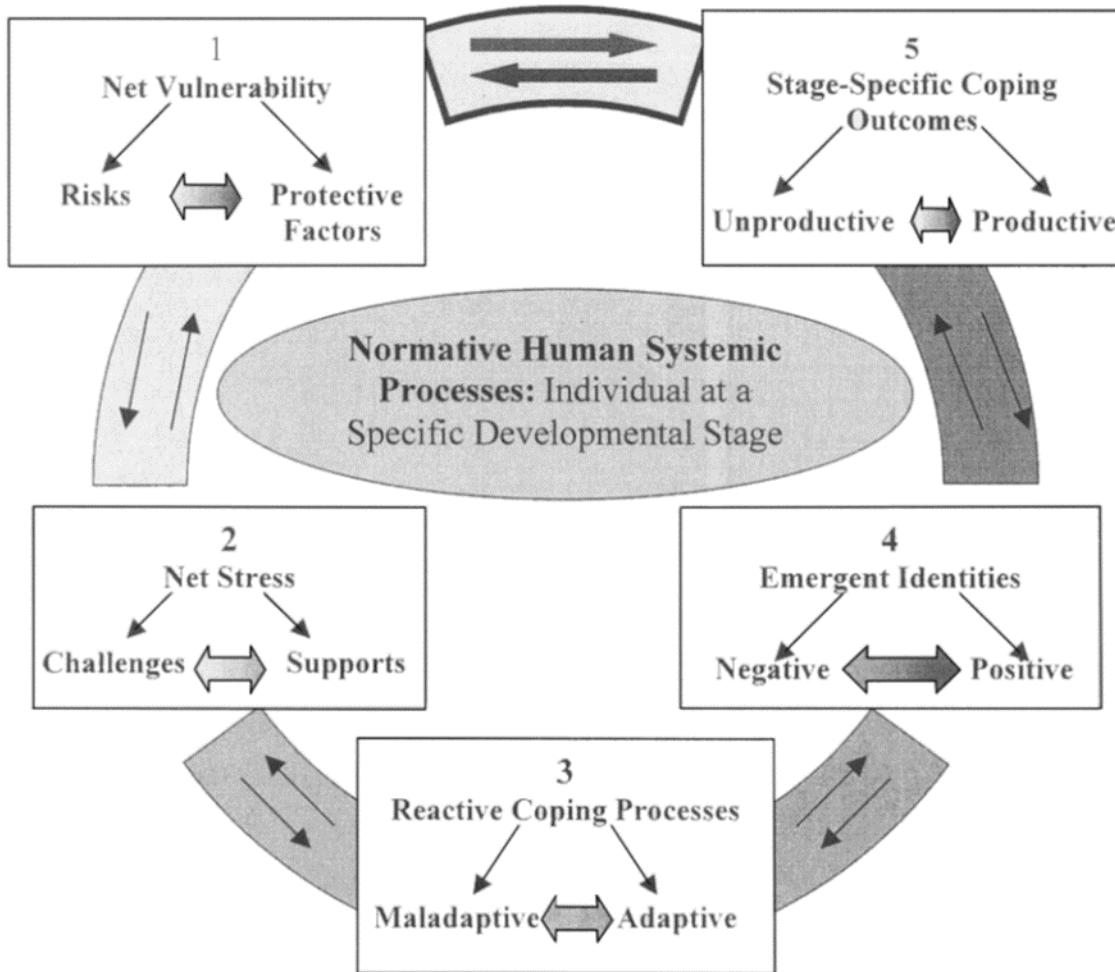 1
Net Vulnerability
Risks
Protective
Factors
5
Stage-Specific Coping
Outcomes
Unproductive
Productive
Normative Human Systemic
Processes: Individual at a
Specific Developmental Stage
2
Net Stress
Challenges
Supports
4
Emergent Identities
Negative
Positive
3
Reactive Coping Processes
Maladaptive
Adaptive